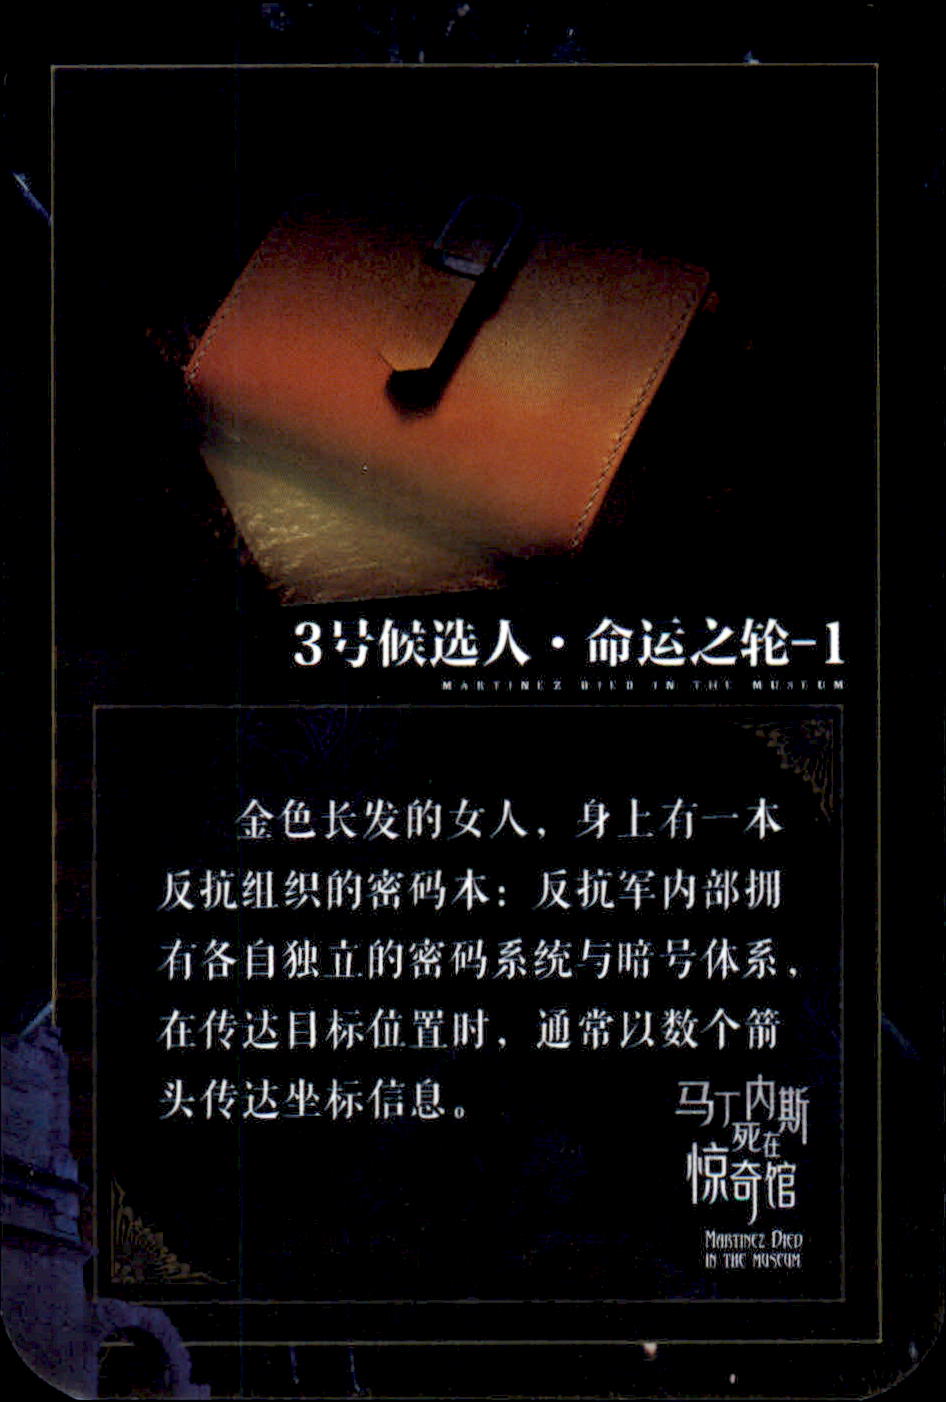 3号候选人·命运之轮-1
MARTINEZ DIED IN THE MUSEUM
金色长发的女人，身上有一本
反抗组织的密码本：反抗军内部拥
有各自独立的密码系统与暗号体系，
在传达目标位置时，通常以数个箭
头传达坐标信息。
马丁内斯
死在
惊奇馆
MARTINEZ DIED
IN THE MUSEUM